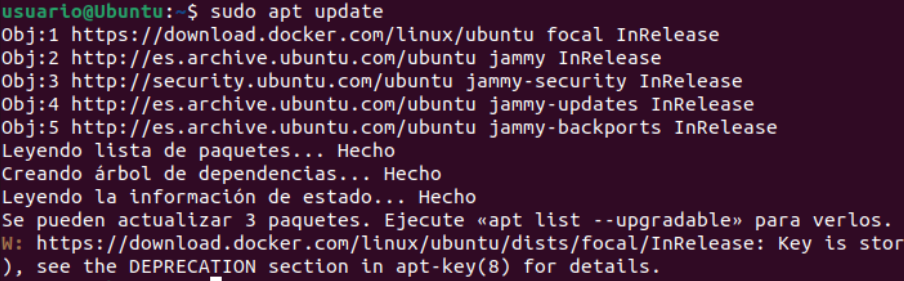 usuario@Ubuntu:~$ sudo apt update
Obj:1 https://download.docker.com/linux/ubuntu focal InRelease
Obj:2 http://es.archive.ubuntu.com/ubuntu jammy InRelease
Obj:3 http://security.ubuntu.com/ubuntu jammy-security InRelease
Obj:4 http://es.archive.ubuntu.com/ubuntu jammy-updates InRelease
Obj:5 http://es.archive.ubuntu.com/ubuntu jammy-backports InRelease
Leyendo lista de paquetes... Hecho
Creando árbol de dependencias... Hecho
Leyendo la información de estado... Hecho
Se pueden actualizar 3 paquetes. Ejecute «apt list --upgradable» para verlos.
W: https://download.docker.com/linux/ubuntu/dists/focal/InRelease: Key is stor
), see the DEPRECATION section in apt-key(8) for details.